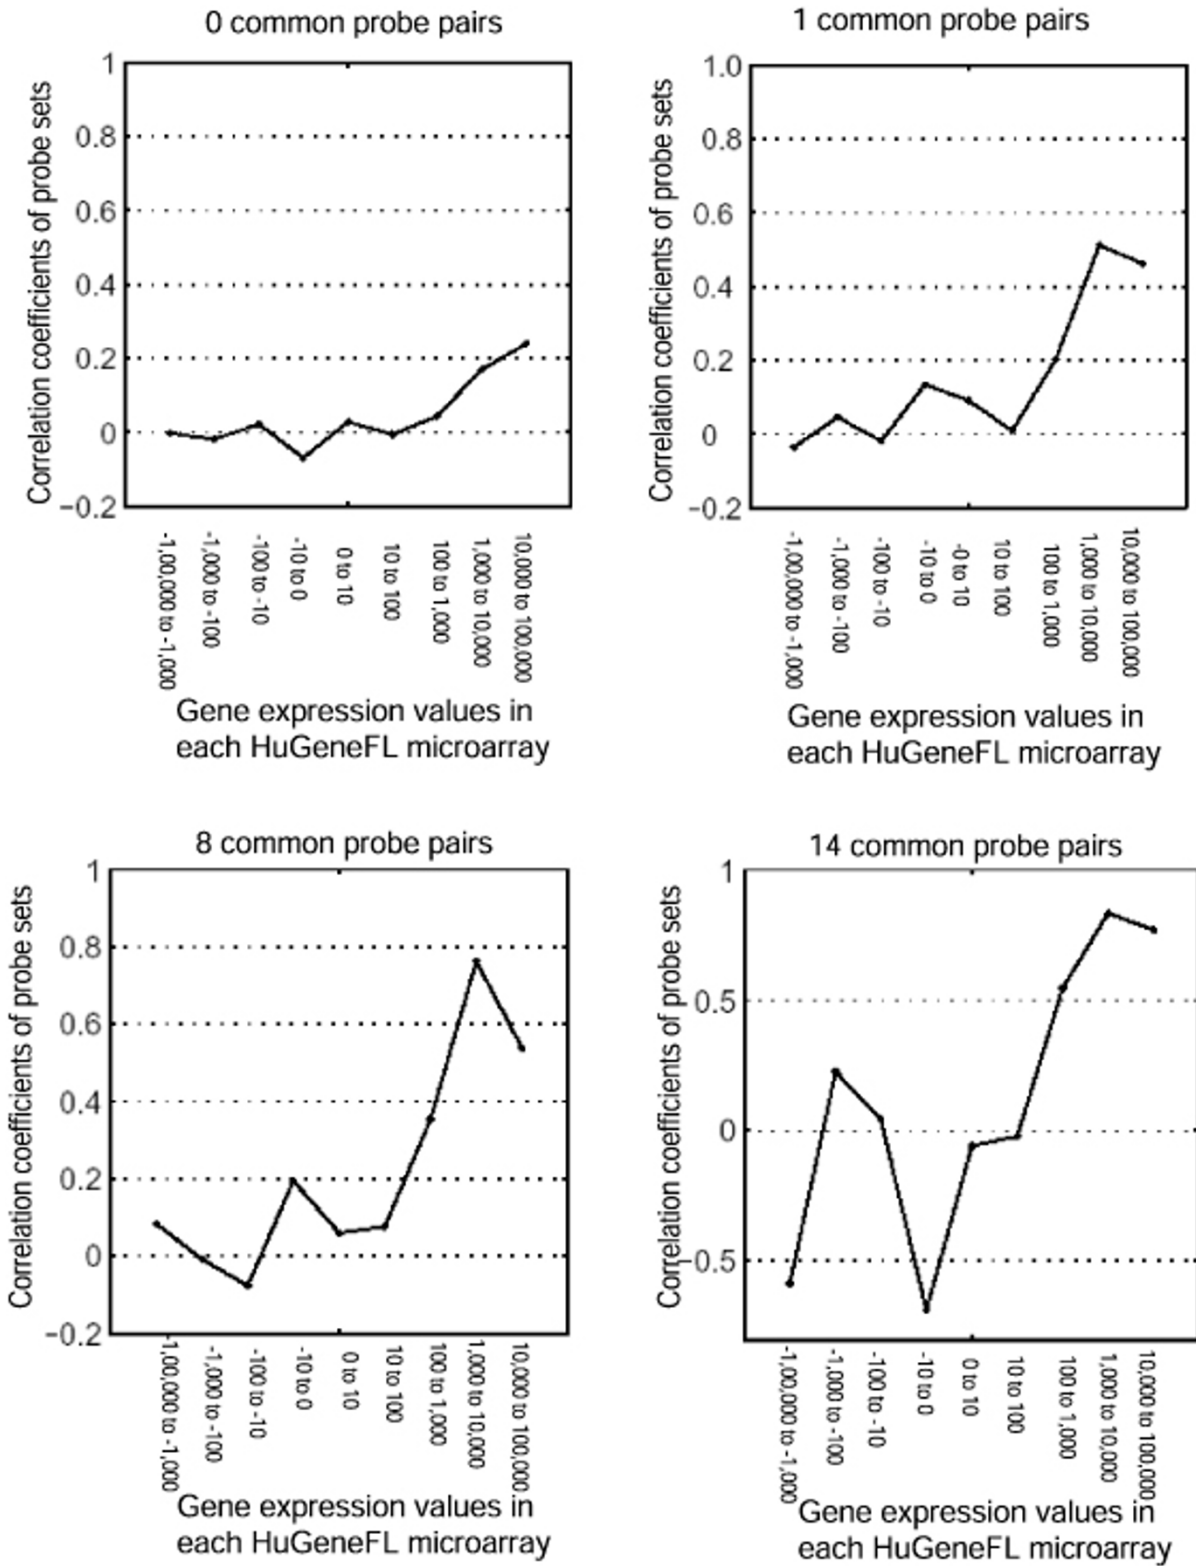 0 common probe pairs
Correlation coefficients of probe sets
1
0.8
0.6
0.4
0.2
0
−0.2
-1,00,000 to -1,000
-1,000 to -100
-100 to -10
-10 to 0
0 to 10
10 to 100
100 to 1,000
1,000 to 10,000
10,000 to 100,000
Gene expression values in
each HuGeneFL microarray
1 common probe pairs
Correlation coefficients of probe sets
1.0
0.8
0.6
0.4
0.2
0
−0.2
-1,00,000 to -1,000
-1,000 to -100
-100 to -10
-10 to 0
-0 to 10
10 to 100
100 to 1,000
1,000 to 10,000
10,000 to 100,000
Gene expression values in
each HuGeneFL microarray
8 common probe pairs
Correlation coefficients of probe sets
1
0.8
0.6
0.4
0.2
0
−0.2
-1,00,000 to -1,000
-1,000 to -100
-100 to -10
-10 to 0
0 to 10
10 to 100
100 to 1,000
1,000 to 10,000
10,000 to 100,000
Gene expression values in
each HuGeneFL microarray
14 common probe pairs
Correlation coefficients of probe sets
1
0.5
0
−0.5
-1,00,000 to -1,000
-1,000 to -100
-100 to -10
-10 to 0
0 to 10
10 to 100
100 to 1,000
1,000 to 10,000
10,000 to 100,000
Gene expression values in
each HuGeneFL microarray